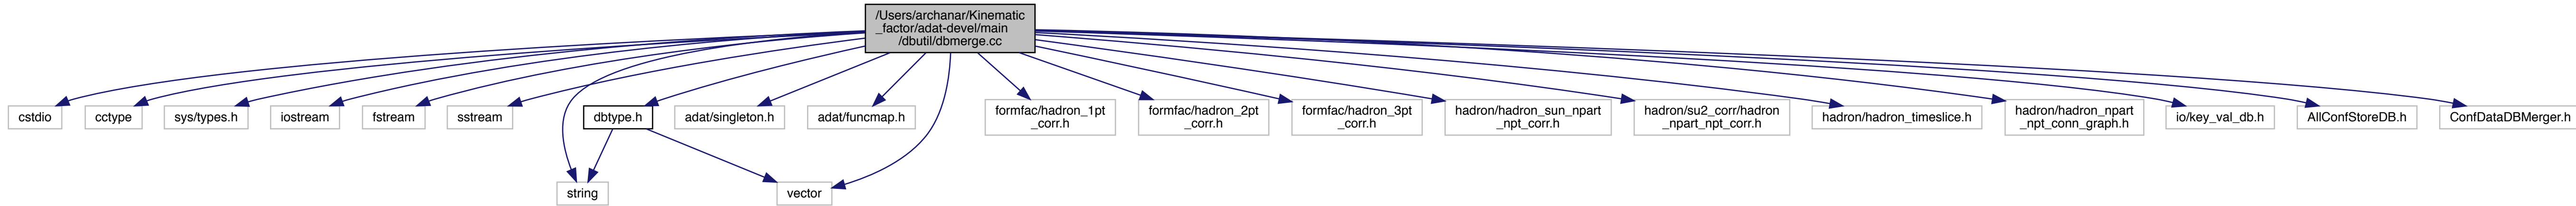 /Users/archanar/Kinematic
_factor/adat-devel/main
/dbutil/dbmerge.cc
cstdio
cctype
sys/types.h
iostream
fstream
sstream
dbtype.h
adat/singleton.h
adat/funcmap.h
formfac/hadron_1pt
_corr.h
formfac/hadron_2pt
_corr.h
formfac/hadron_3pt
_corr.h
hadron/hadron_sun_npart
_npt_corr.h
hadron/su2_corr/hadron
_npart_npt_corr.h
hadron/hadron_timeslice.h
hadron/hadron_npart
_npt_conn_graph.h
io/key_val_db.h
AllConfStoreDB.h
ConfDataDBMerger.h
string
vector